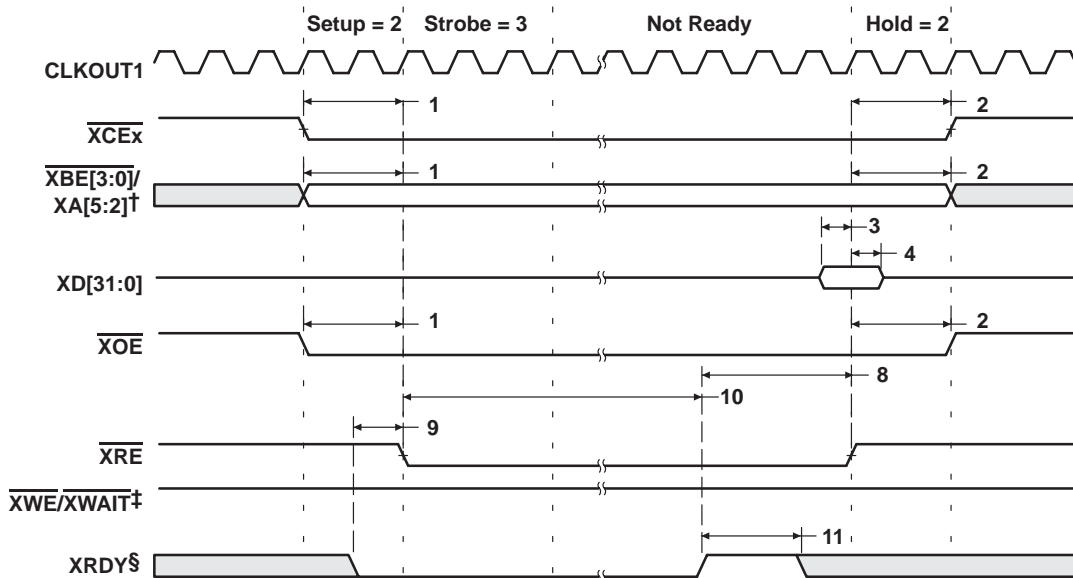 Setup = 2 Strobe = 3 Not Ready Hold = 2
CLKOUT1
1 2
XCEx
1 2
XBE[3:0]/
XA[5:2]†
3
4
XD[31:0]
1 2
XOE
8
10
9
XRE
XWE/XWAIT‡
11
XRDY§